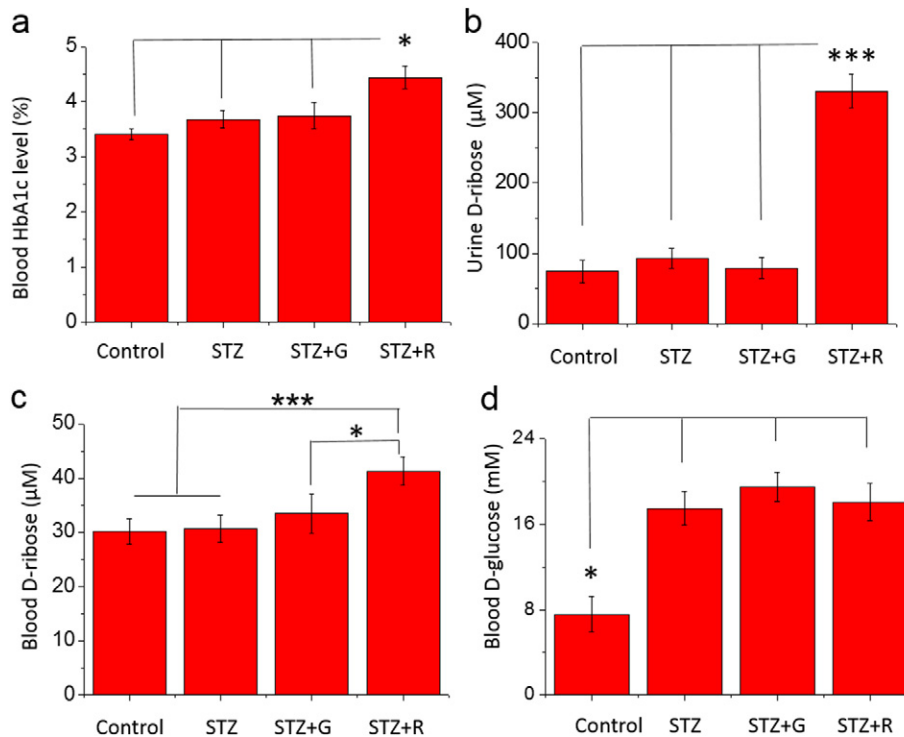 a
Blood HbA1c level (%)
5
4
3
2
1
0
*
Control STZ STZ+G STZ+R
b
Urine D-ribose (μM)
400
300
200
100
0
***
Control STZ STZ+G STZ+R
c
Blood D-ribose (μM)
50
40
30
20
10
0
***
*
Control STZ STZ+G STZ+R
d
Blood D-glucose (mM)
24
16
8
0
*
Control STZ STZ+G STZ+R